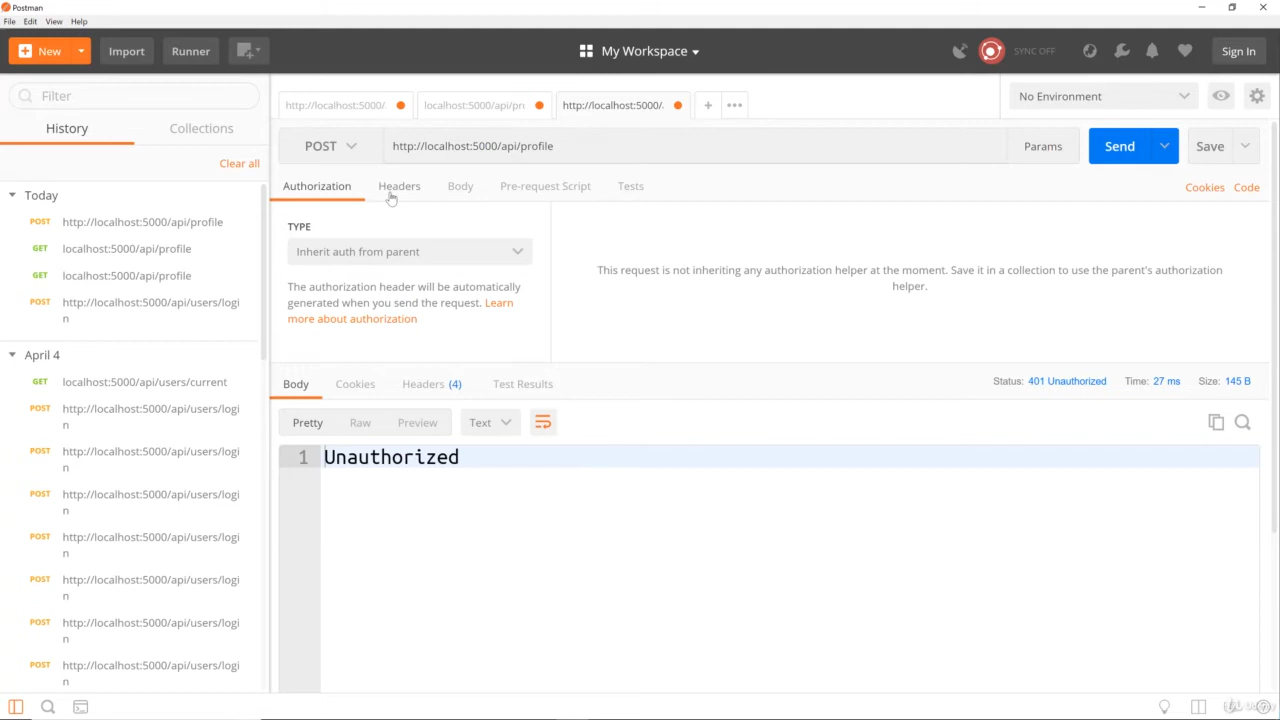 Postman
File Edit View Help
New Import Runner My Workspace SYNC OFF Sign In
Filter
History Collections
Clear all
Today
POST http://localhost:5000/api/profile
GET localhost:5000/api/profile
GET localhost:5000/api/profile
POST http://localhost:5000/api/users/logi
n
April 4
GET localhost:5000/api/users/current
POST http://localhost:5000/api/users/logi
n
POST http://localhost:5000/api/users/logi
n
POST http://localhost:5000/api/users/logi
n
POST http://localhost:5000/api/users/logi
n
POST http://localhost:5000/api/users/logi
n
POST http://localhost:5000/api/users/logi
n
POST http://localhost:5000/api/users/logi
n
http://localhost:5000/. localhost:5000/api/pr http://localhost:5000/. + ••• No Environment
POST http://localhost:5000/api/profile Params Send Save
Authorization Headers Body Pre-request Script Tests Cookies Code
TYPE
Inherit auth from parent
The authorization header will be automatically
generated when you send the request. Learn
more about authorization
This request is not inheriting any authorization helper at the moment. Save it in a collection to use the parent's authorization
helper.
Body Cookies Headers (4) Test Results Status: 401 Unauthorized Time: 27 ms Size: 145 B
Pretty Raw Preview Text
1 Unauthorized